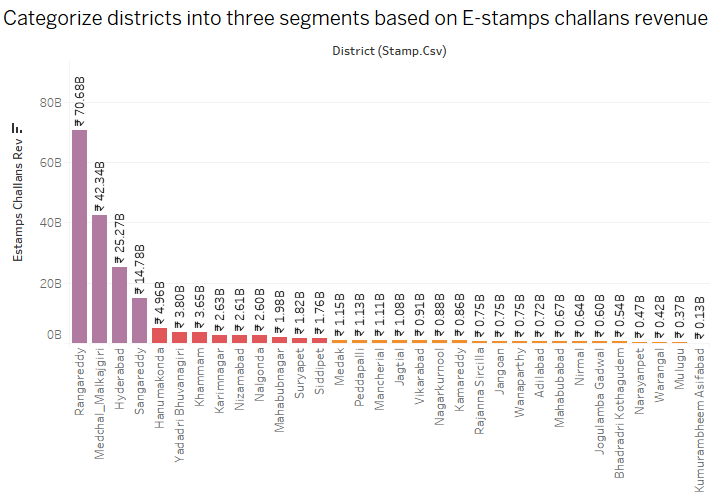 Categorize districts into three segments based on E-stamps challans revenue
District (Stamp.Csv)
Estamps Challans Rev
80B
60B
40B
20B
0B
₹ 70.68B
₹ 42.34B
₹ 25.27B
₹ 14.78B
₹ 4.96B
₹ 3.80B
₹ 3.65B
₹ 2.63B
₹ 2.61B
₹ 2.60B
₹ 1.98B
₹ 1.82B
₹ 1.76B
₹ 1.15B
₹ 1.13B
₹ 1.11B
₹ 1.08B
₹ 0.91B
₹ 0.88B
₹ 0.86B
₹ 0.75B
₹ 0.75B
₹ 0.75B
₹ 0.72B
₹ 0.67B
₹ 0.64B
₹ 0.60B
₹ 0.54B
₹ 0.47B
₹ 0.42B
₹ 0.37B
₹ 0.13B
Rangareddy
Medchal_Malkajgiri
Hyderabad
Sangareddy
Hanumakonda
Yadadri Bhuvanagiri
Khammam
Karimnagar
Nizamabad
Nalgonda
Mahabubnagar
Suryapet
Siddipet
Medak
Peddapalli
Mancherial
Jagtial
Vikarabad
Nagarkurnool
Kamareddy
Rajanna Sircilla
Jangoan
Wanaparthy
Adilabad
Mahabubabad
Nirmal
Jogulamba Gadwal
Bhadradri Kothagudem
Narayanpet
Warangal
Mulugu
Kumurambheem Asifabad